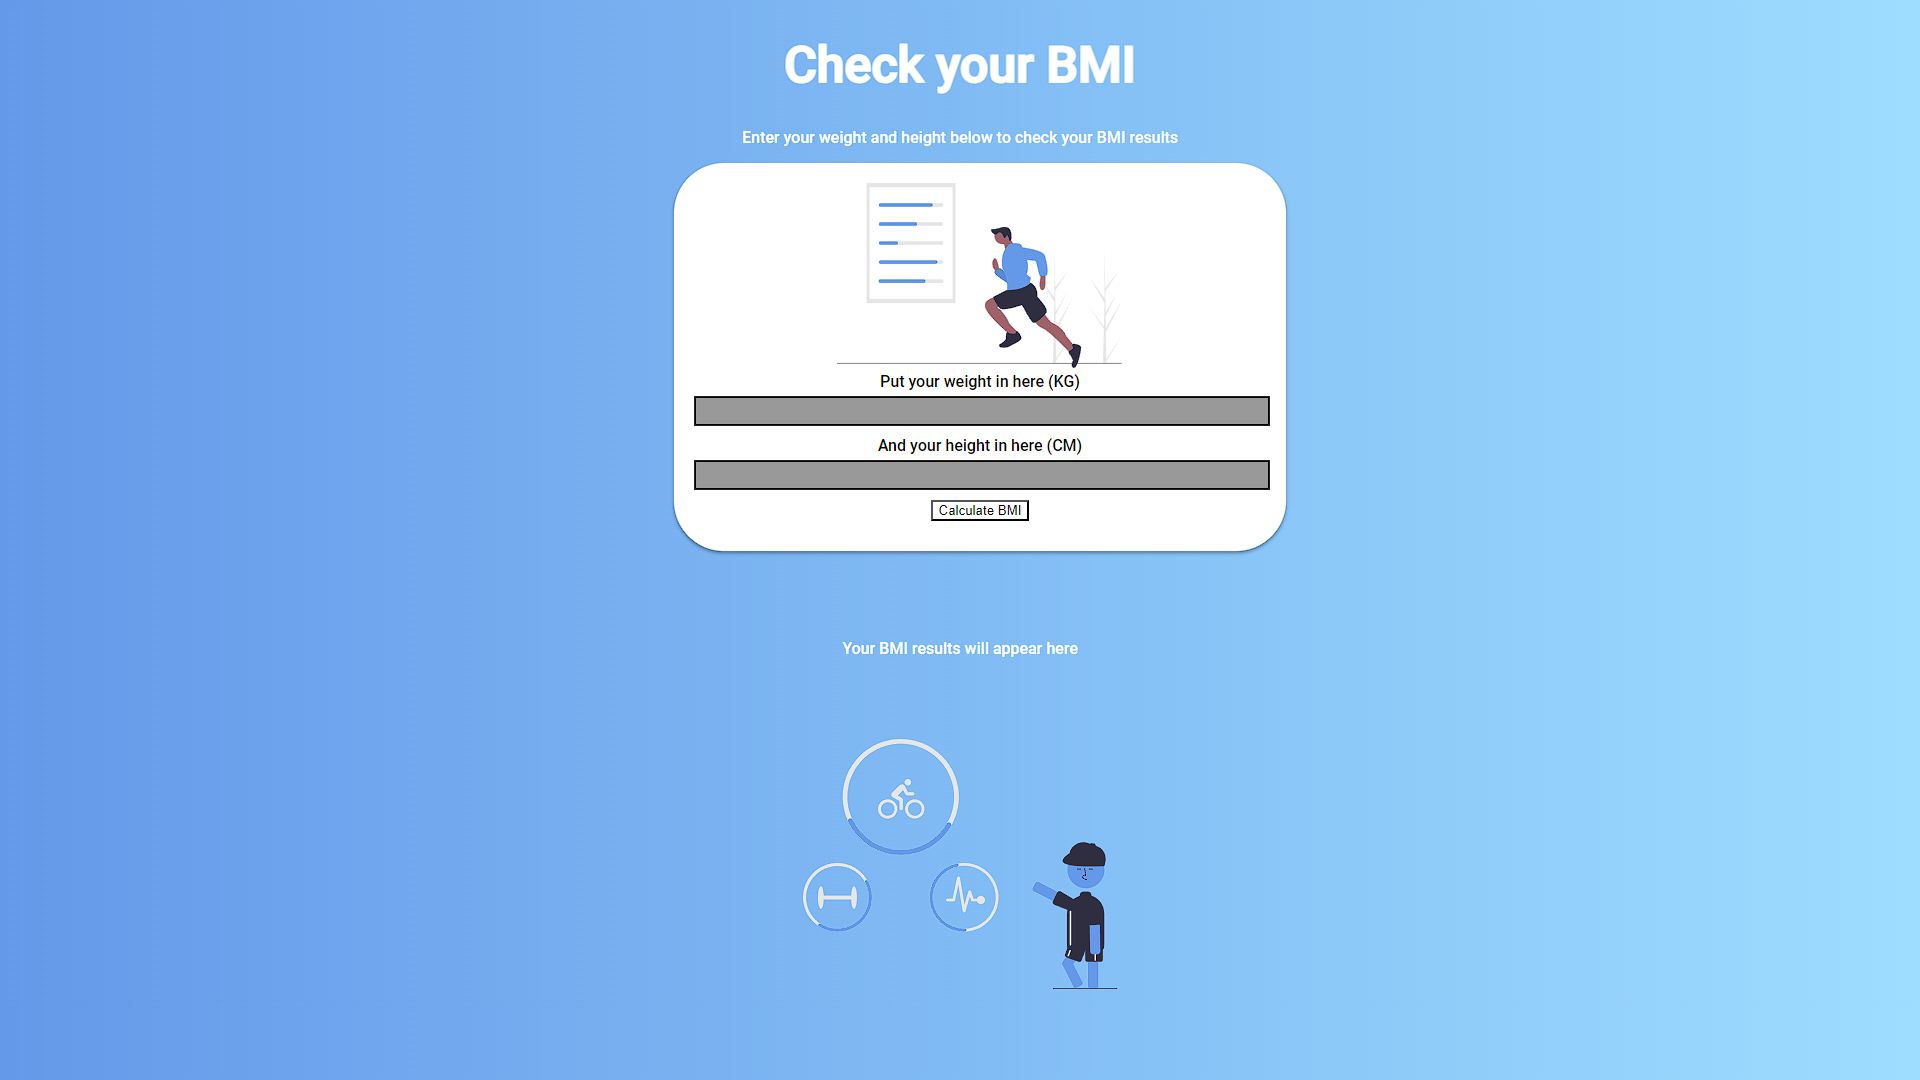 Check your BMI
Enter your weight and height below to check your BMI results
Put your weight in here (KG)
And your height in here (CM)
Calculate BMI
Your BMI results will appear here